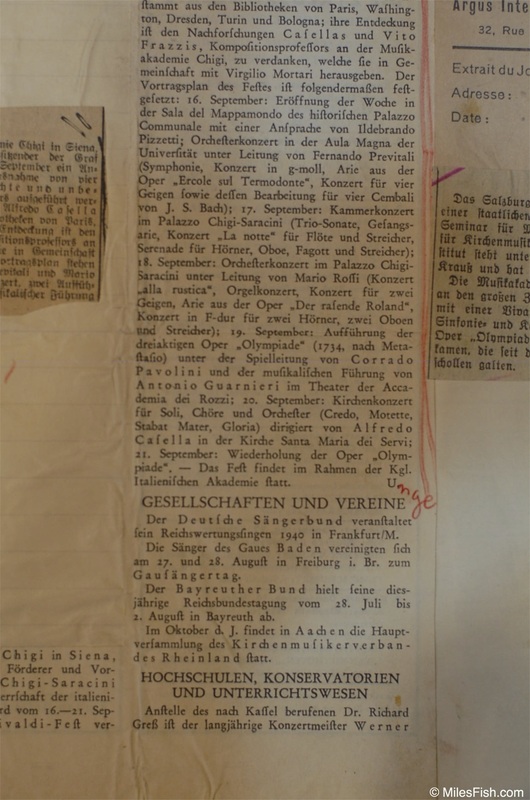 stammt aus den Bibliotheken von Paris, Washing-
ton, Dresden, Turin und Bologna; ihre Entdeckung
ist den Nachforschungen Casellas und Vito
Frazzis, Kompositionsprofessors an der Musik-
akademie Chigi, zu verdanken, welche sie in Ge-
meinschaft mit Virgilio Mortari herausgeben. Der
Vortragsplan des Festes ist folgendermaßen fest-
gesetzt: 16. September: Eröffnung der Woche in
der Sala del Mappamondo des historischen Palazzo
Communale mit einer Ansprache von Ildebrando
Pizzetti; Orchesterkonzert in der Aula Magna der
Universität unter Leitung von Fernando Previtali
(Symphonie, Konzert in g-moll, Arie aus der
Oper „Ercole sul Termodonte“, Konzert für vier
Geigen sowie dessen Bearbeitung für vier Cembali
von J. S. Bach); 17. September: Kammerkonzert
im Palazzo Chigi-Saracini (Trio-Sonate, Gesangs-
arie, Konzert „La notte“ für Flöte und Streicher,
Serenade für Hörner, Oboe, Fagott und Streicher);
18. September: Orchesterkonzert im Palazzo Chigi-
Saracini unter Leitung von Mario Rossi (Konzert
„alla rustica“, Orgelkonzert, Konzert für zwei
Geigen, Arie aus der Oper „Der rasende Roland“,
Konzert in F-dur für zwei Hörner, zwei Oboen
und Streicher); 19. September: Aufführung der
dreiaktigen Oper „Olympiade“ (1734, nach Meta-
stasio) unter der Spielleitung von Corrado
Pavolini und der musikalischen Führung von
Antonio Guarnieri im Theater der Acca-
demia dei Rozzi; 20. September: Kirchenkonzert
für Soli, Chöre und Orchester (Credo, Motette,
Stabat Mater, Gloria) dirigiert von Alfredo
Casella in der Kirche Santa Maria dei Servi;
21. September: Wiederholung der Oper „Olym-
piade“. — Das Fest findet im Rahmen der Kgl.
Italienischen Akademie statt. Unge
GESELLSCHAFTEN UND VEREINE
Der Deutsche Sängerbund veranstaltet
sein Reichswertungssingen 1940 in Frankfurt/M.
Die Sänger des Gaues Baden vereinigten sich
am 27. und 28. August in Freiburg i. Br. zum
Gausängertag.
Der Bayreuther Bund hielt seine dies-
jährige Reichsbundestagung vom 28. Juli bis
2. August in Bayreuth ab.
Im Oktober d. J. findet in Aachen die Haupt-
versammlung des Kirchenmusikerverban-
des Rheinland statt.
HOCHSCHULEN, KONSERVATORIEN
UND UNTERRICHTSWESEN
Anstelle des nach Kassel berufenen Dr. Richard
Greß ist der langjährige Konzertmeister Werner
Chigi in Siena,
Förderer und Vor-
Chigi-Saracini
errschaft der italieni-
rd vom 16.—21. Sep-
ivaldi-Fest ver-
Argus Inte
32, Rue
Extrait du Jo
Adresse:
Date:
Das Salzburg
einer staatlichen
Seminar für M
für Kirchenmusik
stitut steht unte
Krauß und hat
Die Musikakad
an den großen
mit einer Viva
Sinfonie- und K
Oper „Olympiad
kamen, die seit d
schollen galten.
© MilesFish.com